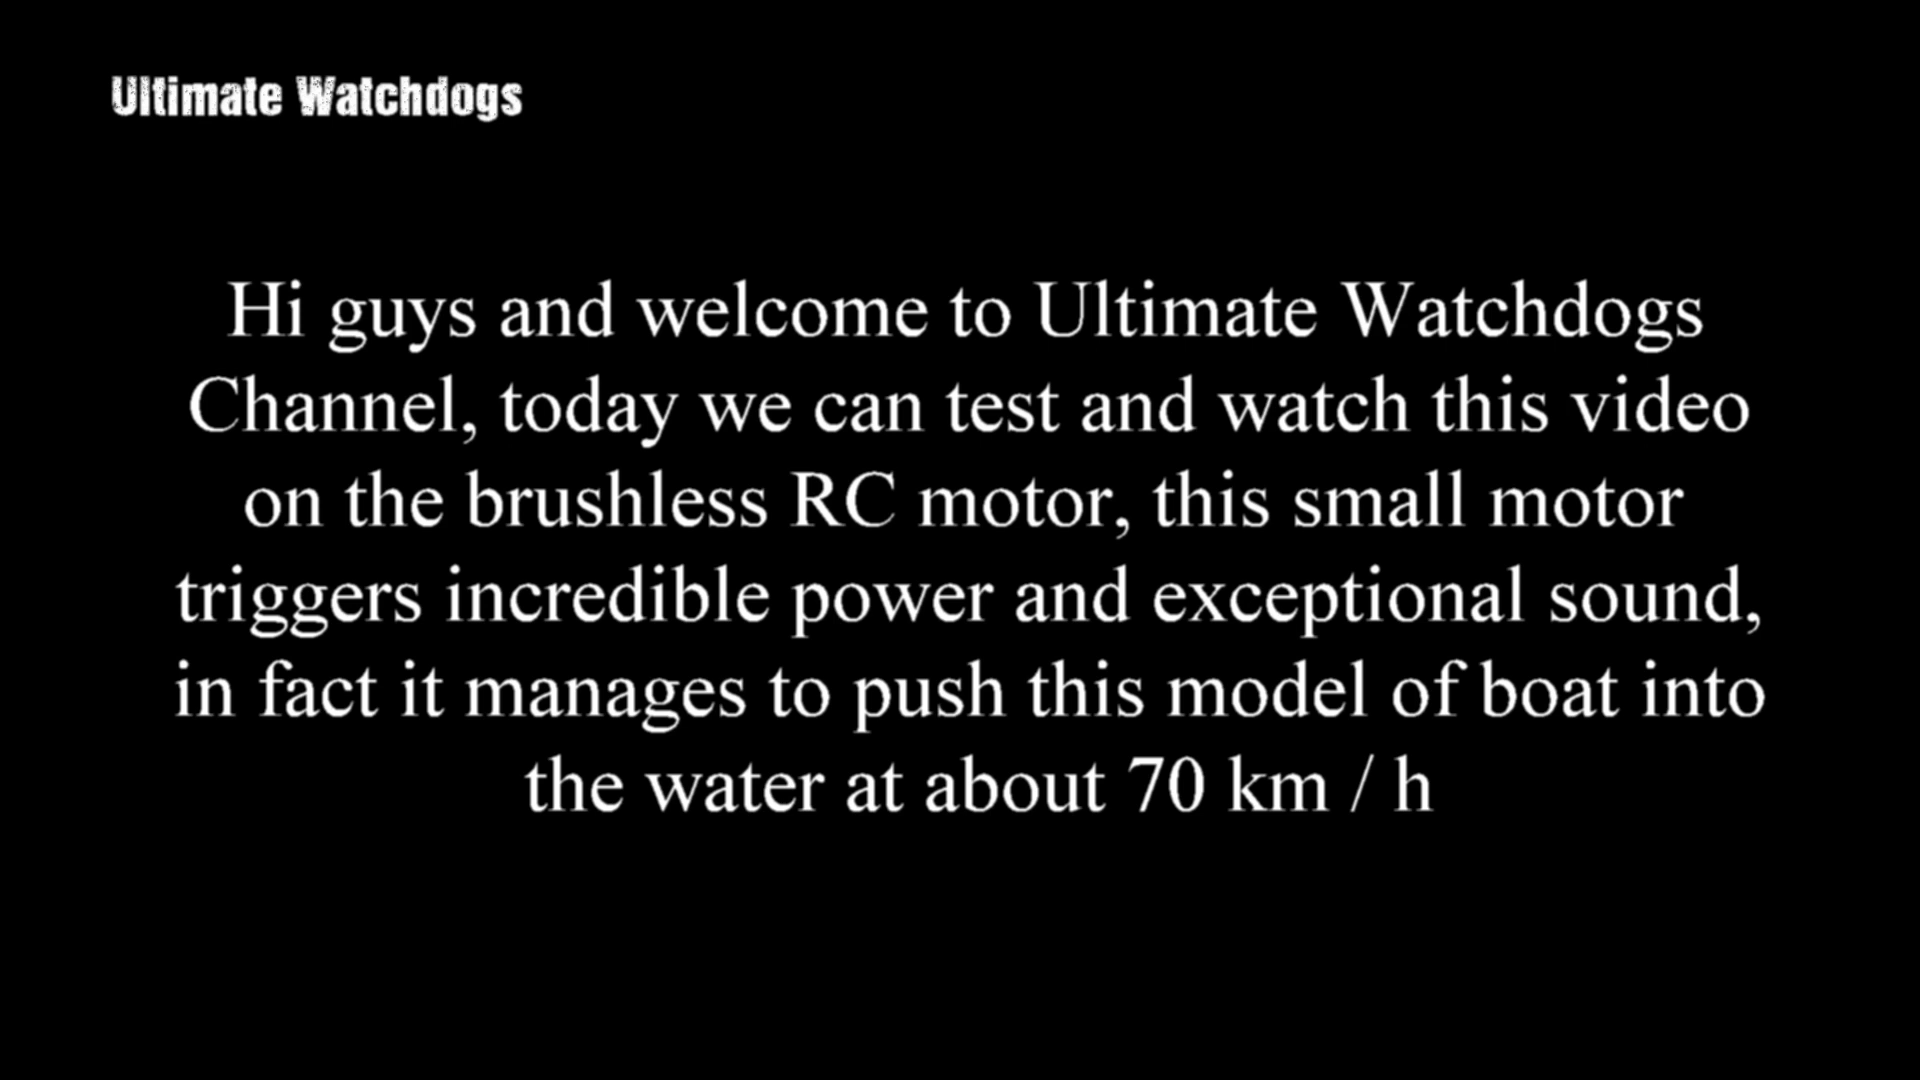 Ultimate Watchdogs
Hi guys and welcome to Ultimate Watchdogs
Channel, today we can test and watch this video
on the brushless RC motor, this small motor
triggers incredible power and exceptional sound,
in fact it manages to push this model of boat into
the water at about 70 km / h